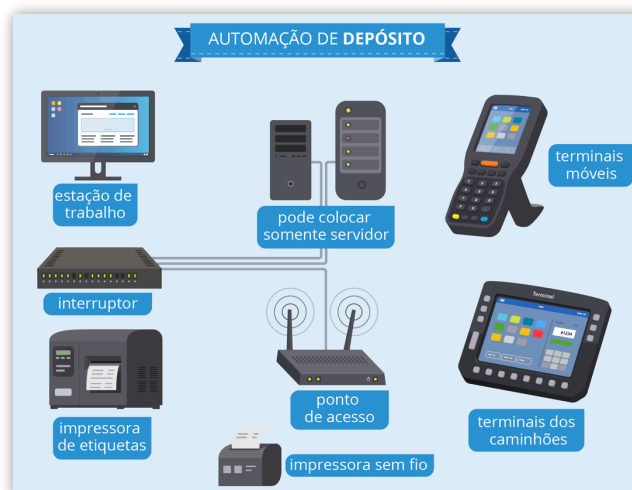 AUTOMAÇÃO DE DEPÓSITO
estação de
trabalho
pode colocar
somente servidor
terminais
móveis
interruptor
Terminal
#1234
ponto
de acesso
impressora
de etiquetas
terminais dos
caminhões
impressora sem fio